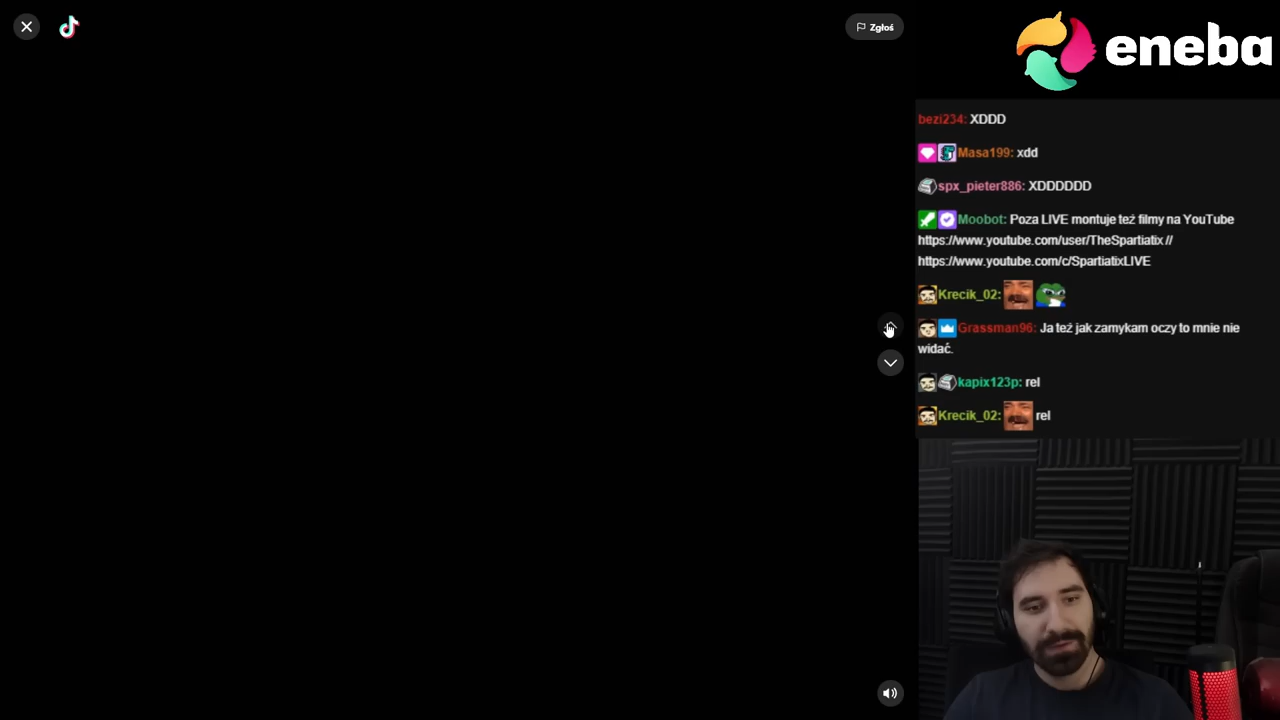 Zgłoś
eneba
bezi234: XDDD
Masa199: xdd
spx_pieter886: XDDDDDD
Moobot: Poza LIVE montuje też filmy na YouTube
https://www.youtube.com/user/TheSpartiatix //
https://www.youtube.com/c/SpartiatixLIVE
Krecik_02:
Grassman96: Ja też jak zamykam oczy to mnie nie
widać.
kapix123p: rel
Krecik_02: rel